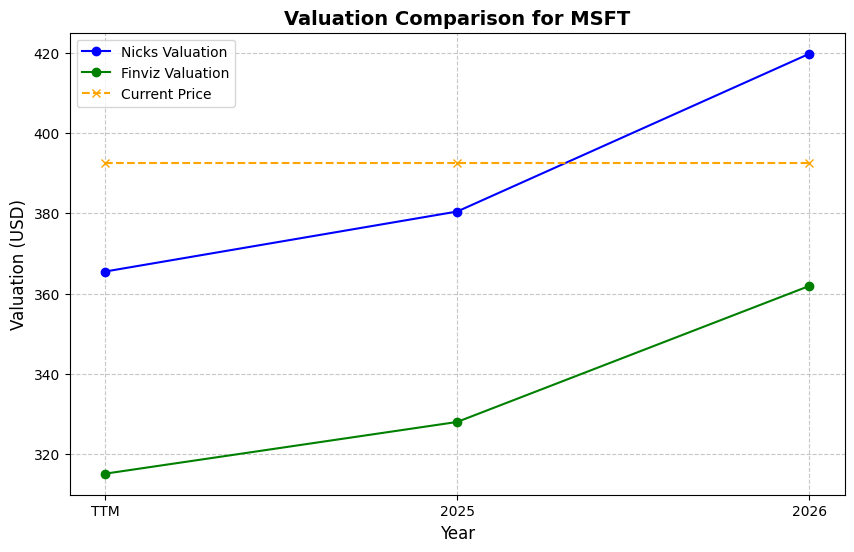 Valuation Comparison for MSFT
Nicks Valuation
Finviz Valuation
Current Price
Valuation (USD)
420
400
380
360
340
320
TTM
2025
2026
Year